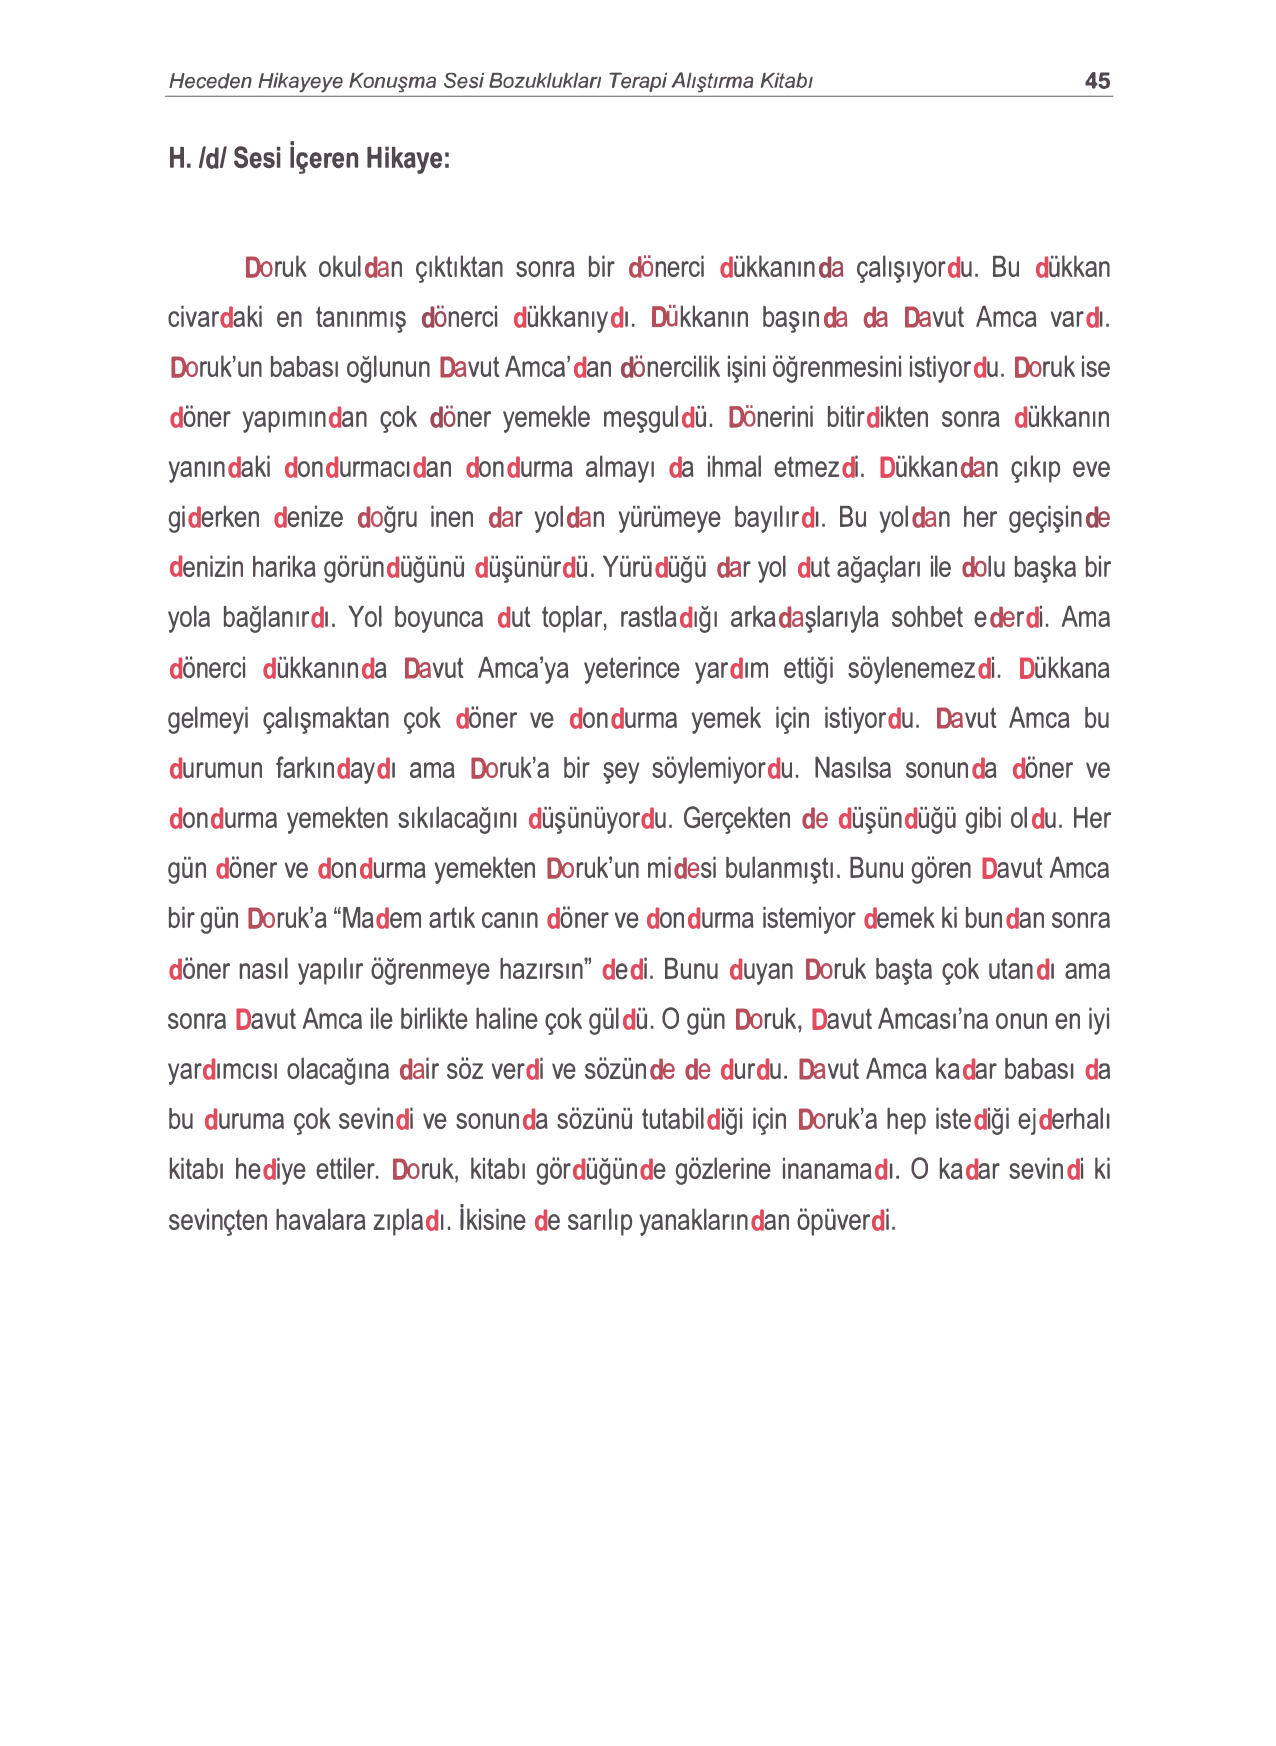 Heceden Hikayeye Konuşma Sesi Bozuklukları Terapi Alıştırma Kitabı 45
H. /d/ Sesi İçeren Hikaye:
Doruk okuldan çıktıktan sonra bir dönerci dükkanında çalışıyordu. Bu dükkan
civardaki en tanınmış dönerci dükkanıydı. Dükkanın başında da Davut Amca vardı.
Doruk’un babası oğlunun Davut Amca’dan dönercilik işini öğrenmesini istiyordu. Doruk ise
döner yapımından çok döner yemekle meşguldü. Dönerini bitirdikten sonra dükkanın
yanındaki dondurmacıdan dondurma almayı da ihmal etmezdi. Dükkandan çıkıp eve
giderken denize doğru inen dar yoldan yürümeye bayılırdı. Bu yoldan her geçişinde
denizin harika göründüğünü düşünürdü. Yürüdüğü dar yol dut ağaçları ile dolu başka bir
yola bağlanırdı. Yol boyunca dut toplar, rastladığı arkadaşlarıyla sohbet ederdi. Ama
dönerci dükkanında Davut Amca’ya yeterince yardım ettiği söylenemezdi. Dükkana
gelmeyi çalışmaktan çok döner ve dondurma yemek için istiyordu. Davut Amca bu
durumun farkındaydı ama Doruk’a bir şey söylemiyordu. Nasılsa sonunda döner ve
dondurma yemekten sıkılacağını düşünüyordu. Gerçekten de düşündüğü gibi oldu. Her
gün döner ve dondurma yemekten Doruk’un midesi bulanmıştı. Bunu gören Davut Amca
bir gün Doruk’a “Madem artık canın döner ve dondurma istemiyor demek ki bundan sonra
döner nasıl yapılır öğrenmeye hazırsın” dedi. Bunu duyan Doruk başta çok utandı ama
sonra Davut Amca ile birlikte haline çok güldü. O gün Doruk, Davut Amcası’na onun en iyi
yardımcısı olacağına dair söz verdi ve sözünde de durdu. Davut Amca kadar babası da
bu duruma çok sevindi ve sonunda sözünü tutabildiği için Doruk’a hep istediği ejderhalı
kitabı hediye ettiler. Doruk, kitabı gördüğünde gözlerine inanamadı. O kadar sevindi ki
sevinçten havalara zıpladı. İkisine de sarılıp yanaklarından öpüverdi.